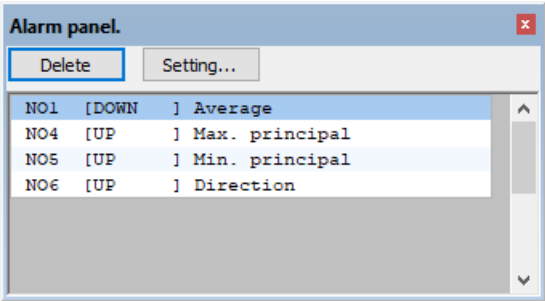 Alarm panel.
Delete Setting...
NO1 [DOWN ] Average
NO4 [UP ] Max. principal
NO5 [UP ] Min. principal
NO6 [UP ] Direction